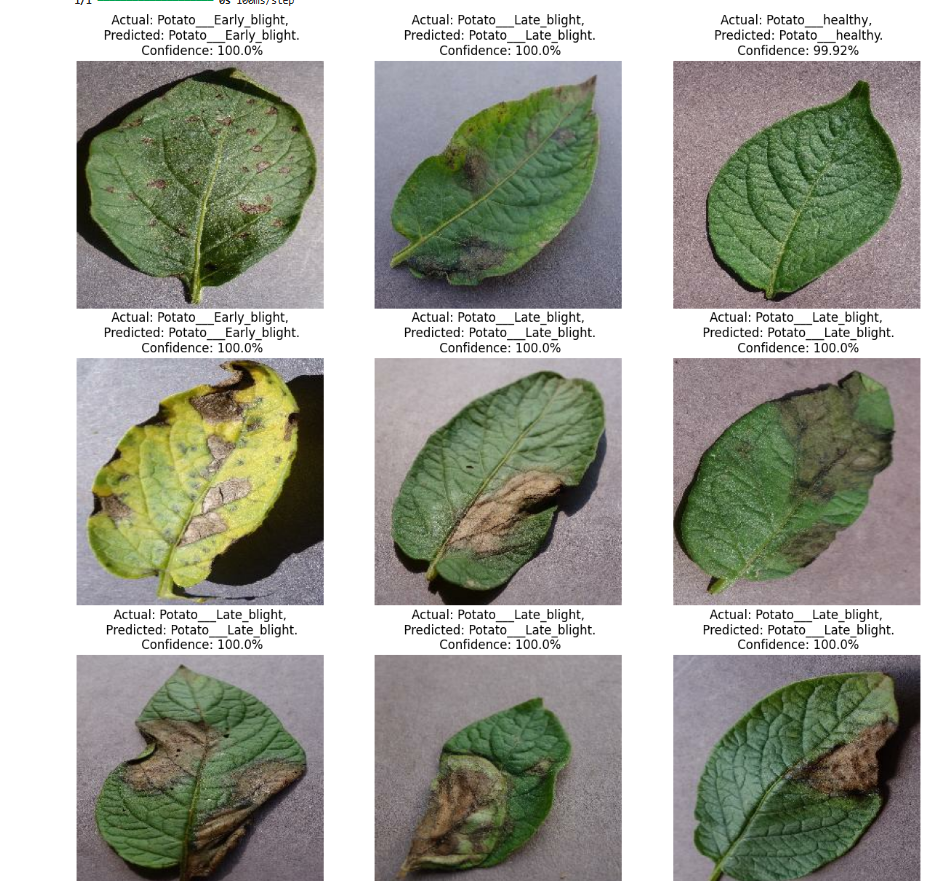 1/1 0s 100ms/step
Actual: Potato___Early_blight,
Predicted: Potato___Early_blight.
Confidence: 100.0%
Actual: Potato___Late_blight,
Predicted: Potato___Late_blight.
Confidence: 100.0%
Actual: Potato___healthy,
Predicted: Potato___healthy.
Confidence: 99.92%
Actual: Potato___Early_blight,
Predicted: Potato___Early_blight.
Confidence: 100.0%
Actual: Potato___Late_blight,
Predicted: Potato___Late_blight.
Confidence: 100.0%
Actual: Potato___Late_blight,
Predicted: Potato___Late_blight.
Confidence: 100.0%
Actual: Potato___Late_blight,
Predicted: Potato___Late_blight.
Confidence: 100.0%
Actual: Potato___Late_blight,
Predicted: Potato___Late_blight.
Confidence: 100.0%
Actual: Potato___Late_blight,
Predicted: Potato___Late_blight.
Confidence: 100.0%